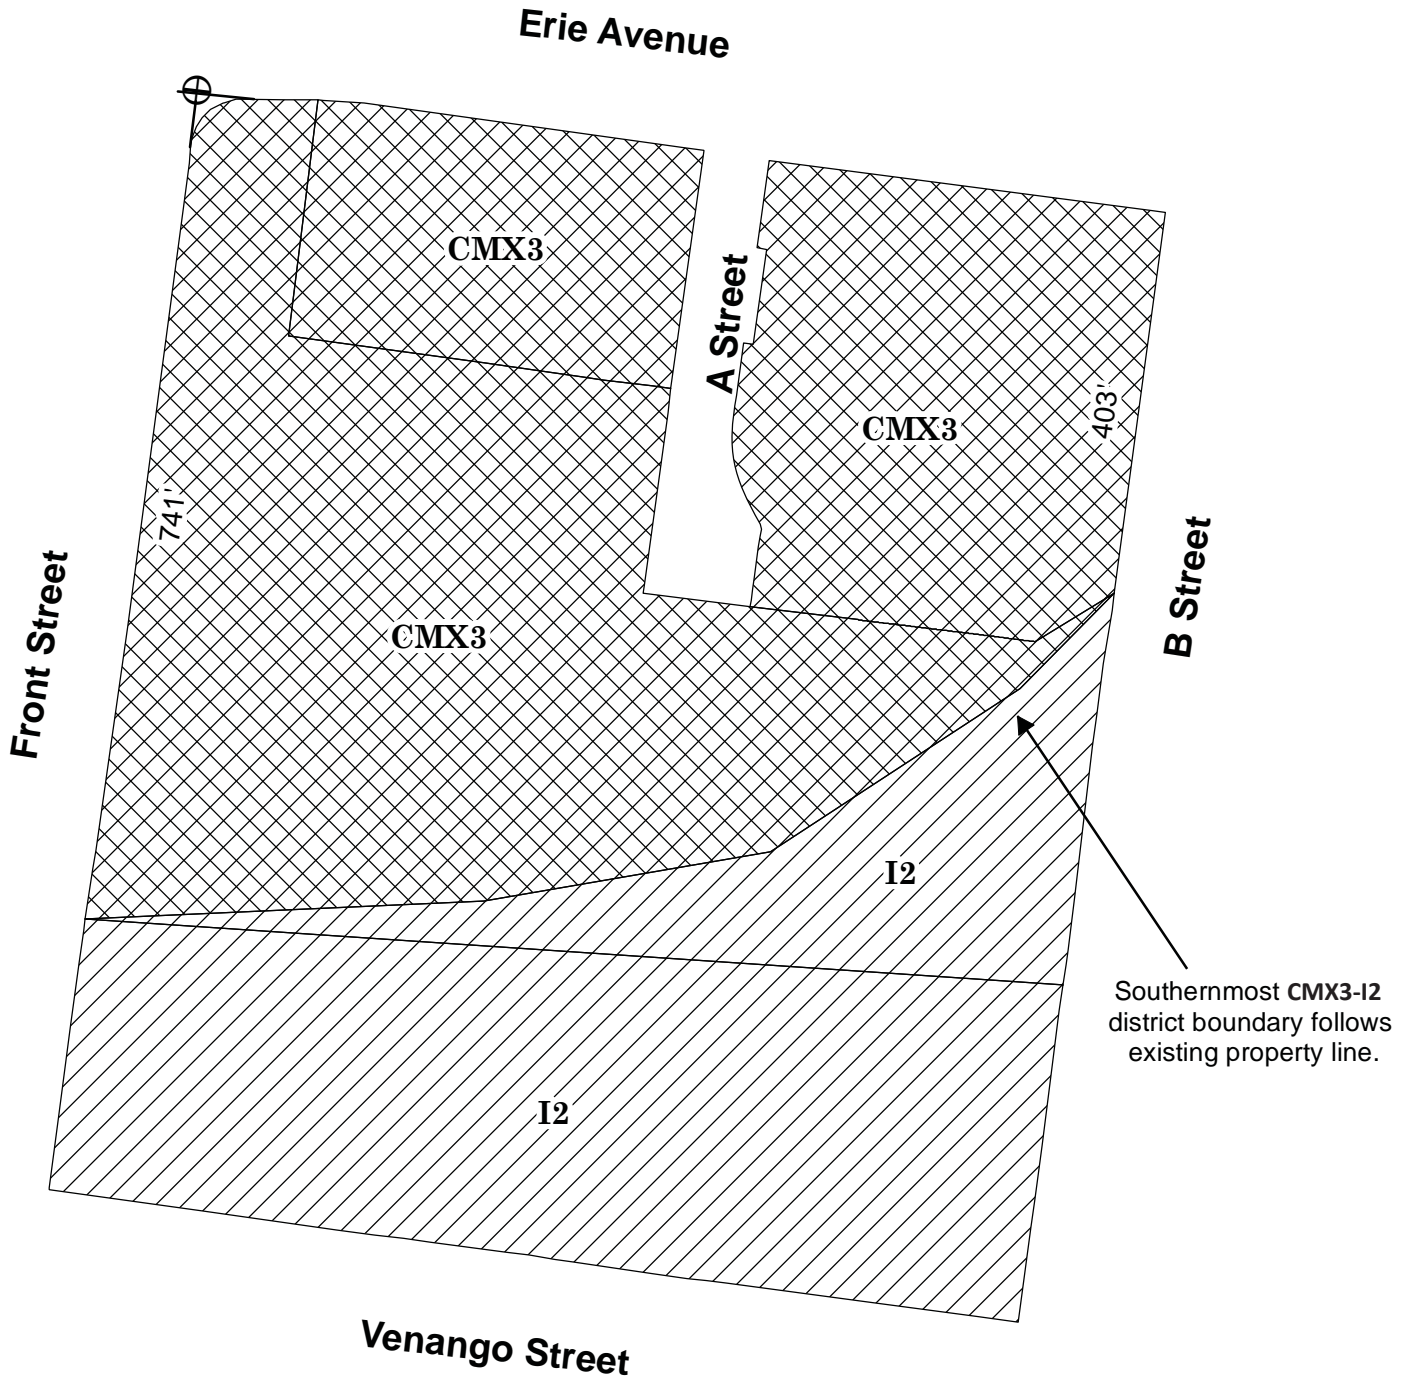 Erie Avenue
CMX3
A Street
CMX3
403'
741'
Front Street
B Street
CMX3
I2
Southernmost CMX3-I2
district boundary follows
existing property line.
I2
Venango Street